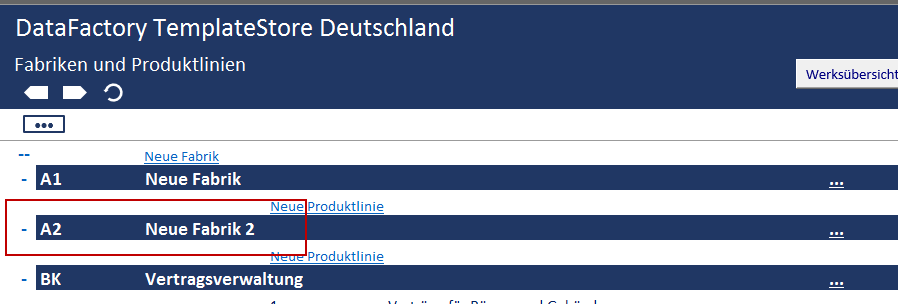 DataFactory TemplateStore Deutschland
Fabriken und Produktlinien
Werksübersicht
•••
-- Neue Fabrik
- A1 Neue Fabrik ...
Neue Produktlinie
- A2 Neue Fabrik 2 ...
Neue Produktlinie
- BK Vertragsverwaltung ...